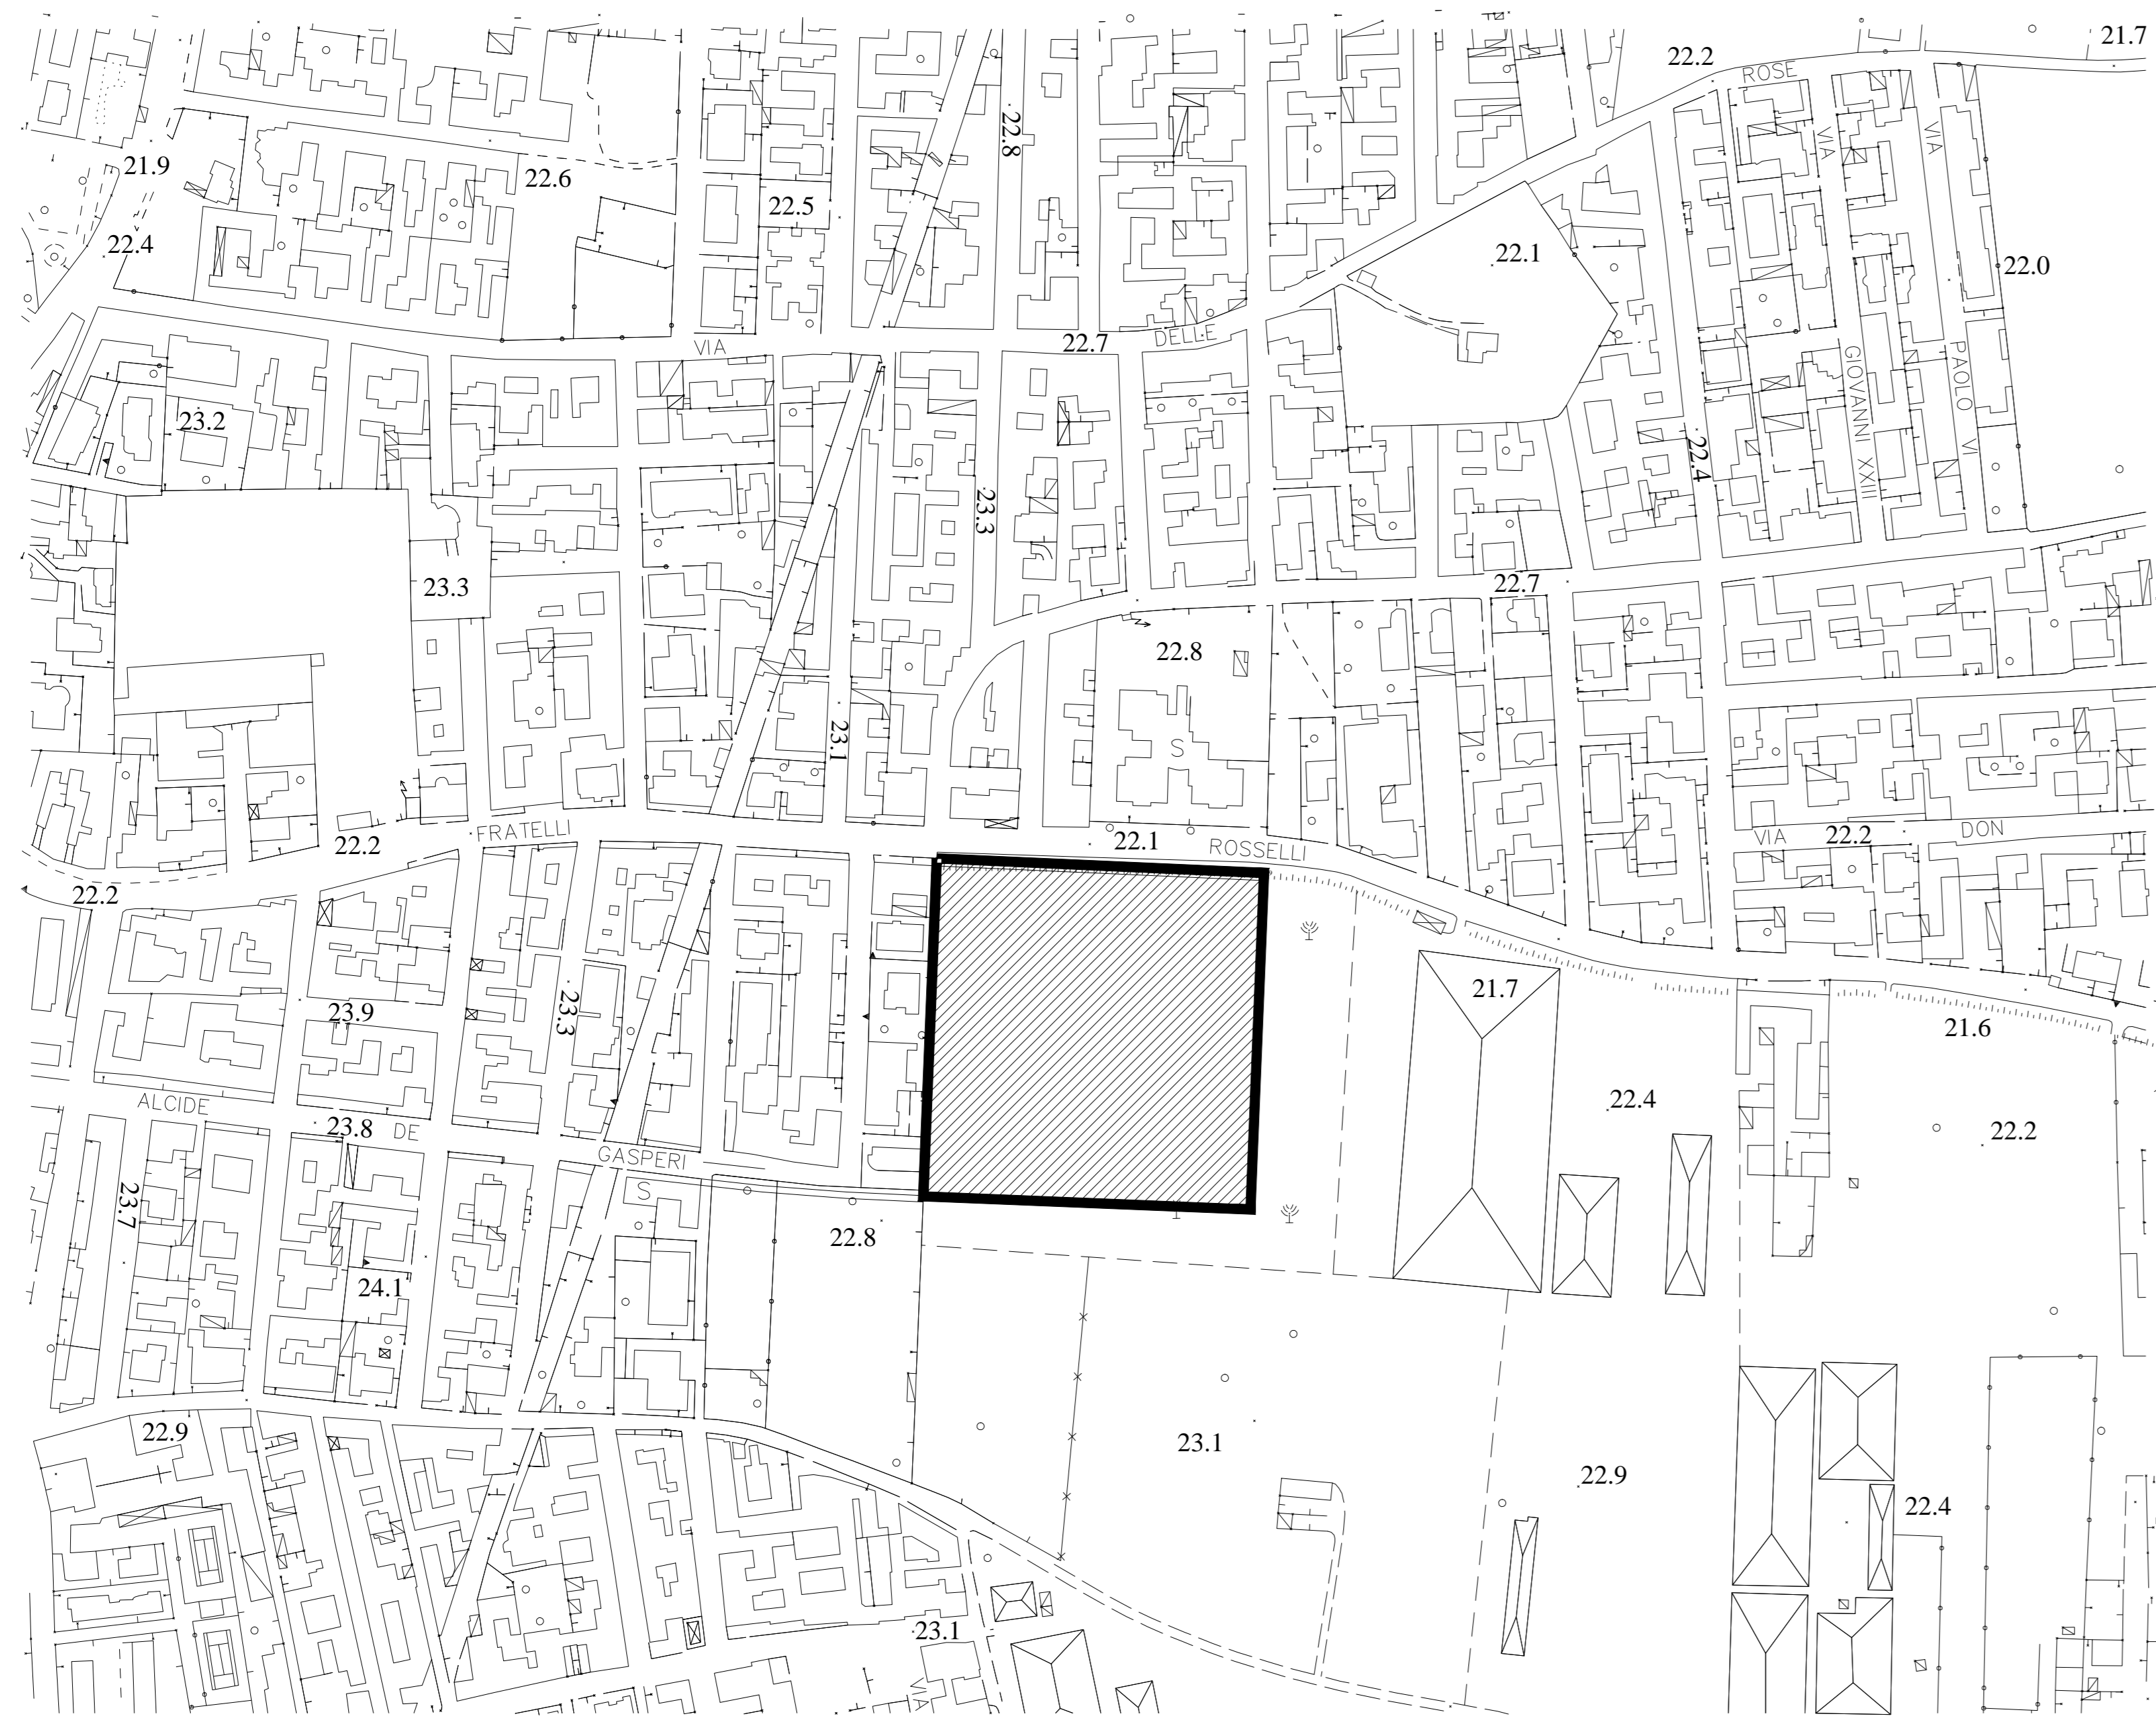 21.7
22.2
ROSE
22.8
VIA
VIA
21.9
22.6
22.5
22.4
22.1
22.0
VIA
22.7
DELLE
GIOVANNI XXIII
PAOLO VI
23.2
22.4
23.3
23.3
22.7
22.8
S
23.1
FRATELLI
22.2
22.1
ROSSELLI
VIA
22.2
DON
22.2
21.7
23.9
23.3
21.6
22.4
ALCIDE
23.8
DE
22.2
GASPERI
S
23.7
22.8
24.1
22.9
23.1
22.9
22.4
23.1
VIA